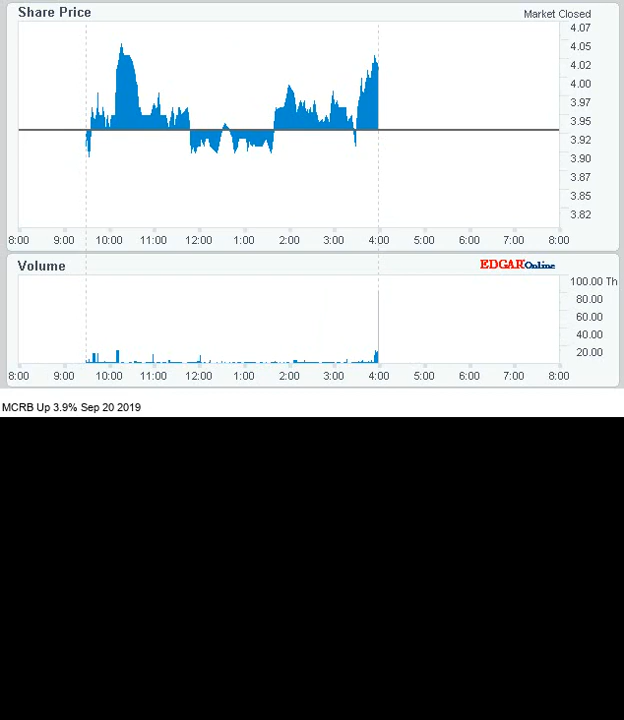 Share Price
Market Closed
4.07
4.05
4.02
4.00
3.97
3.95
3.92
3.90
3.87
3.85
3.82
8:00 9:00 10:00 11:00 12:00 1:00 2:00 3:00 4:00 5:00 6:00 7:00 8:00
Volume
EDGAROnline
100.00 Th
80.00
60.00
40.00
20.00
8:00 9:00 10:00 11:00 12:00 1:00 2:00 3:00 4:00 5:00 6:00 7:00 8:00
MCRB Up 3.9% Sep 20 2019